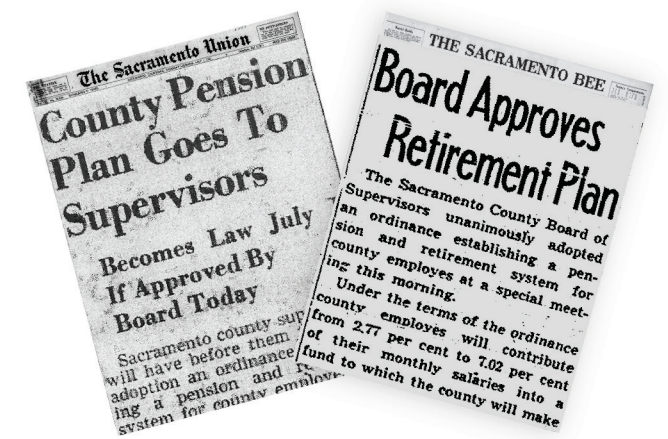 The Sacramento Union
County Pension
Plan Goes To
Supervisors
Becomes Law July
If Approved By
Board Today
Sacramento county
will have before them
adoption an ordinance
ing a pension and
system for county
THE SACRAMENTO BEE
Board Approves
Retirement Plan
The Sacramento County Board of
Supervisors unanimously adopted
an ordinance establishing a pen-
sion and retirement system for
county employes at a special meet-
ing this morning.
Under the terms of the ordinance
county employes will contribute
from 2.77 per cent to 7.02 per cent
of their monthly salaries into a
fund to which the county will make